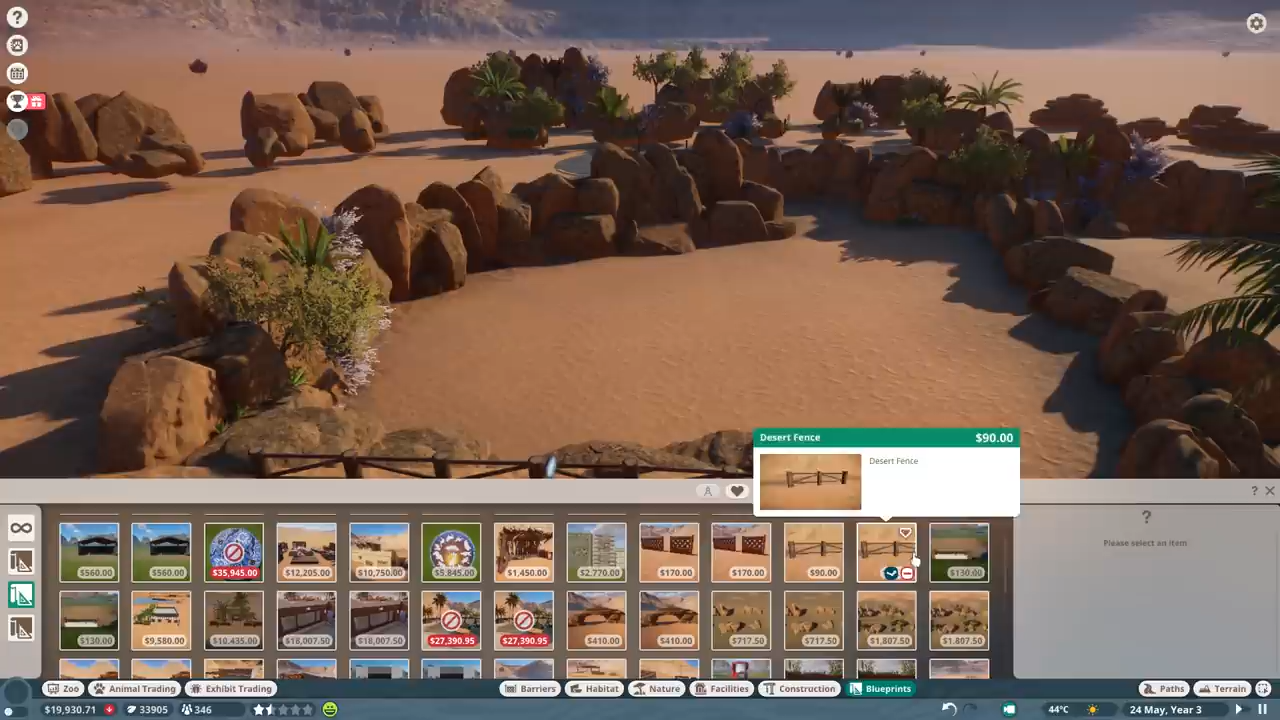 Desert Fence $90.00
Desert Fence
Please select an item
$560.00 $560.00 $35,945.00 $12,205.00 $10,750.00 $9,845.00 $1,450.00 $2,770.00 $170.00 $170.00 $90.00 $130.00
$130.00 $9,580.00 $10,435.00 $18,007.50 $18,007.50 $27,390.95 $27,390.95 $410.00 $410.00 $717.50 $717.50 $1,807.50 $1,807.50
Zoo Animal Trading Exhibit Trading Barriers Habitat Nature Facilities Construction Blueprints Paths Terrain
$19,930.71 33905 346 44°C 24 May, Year 3